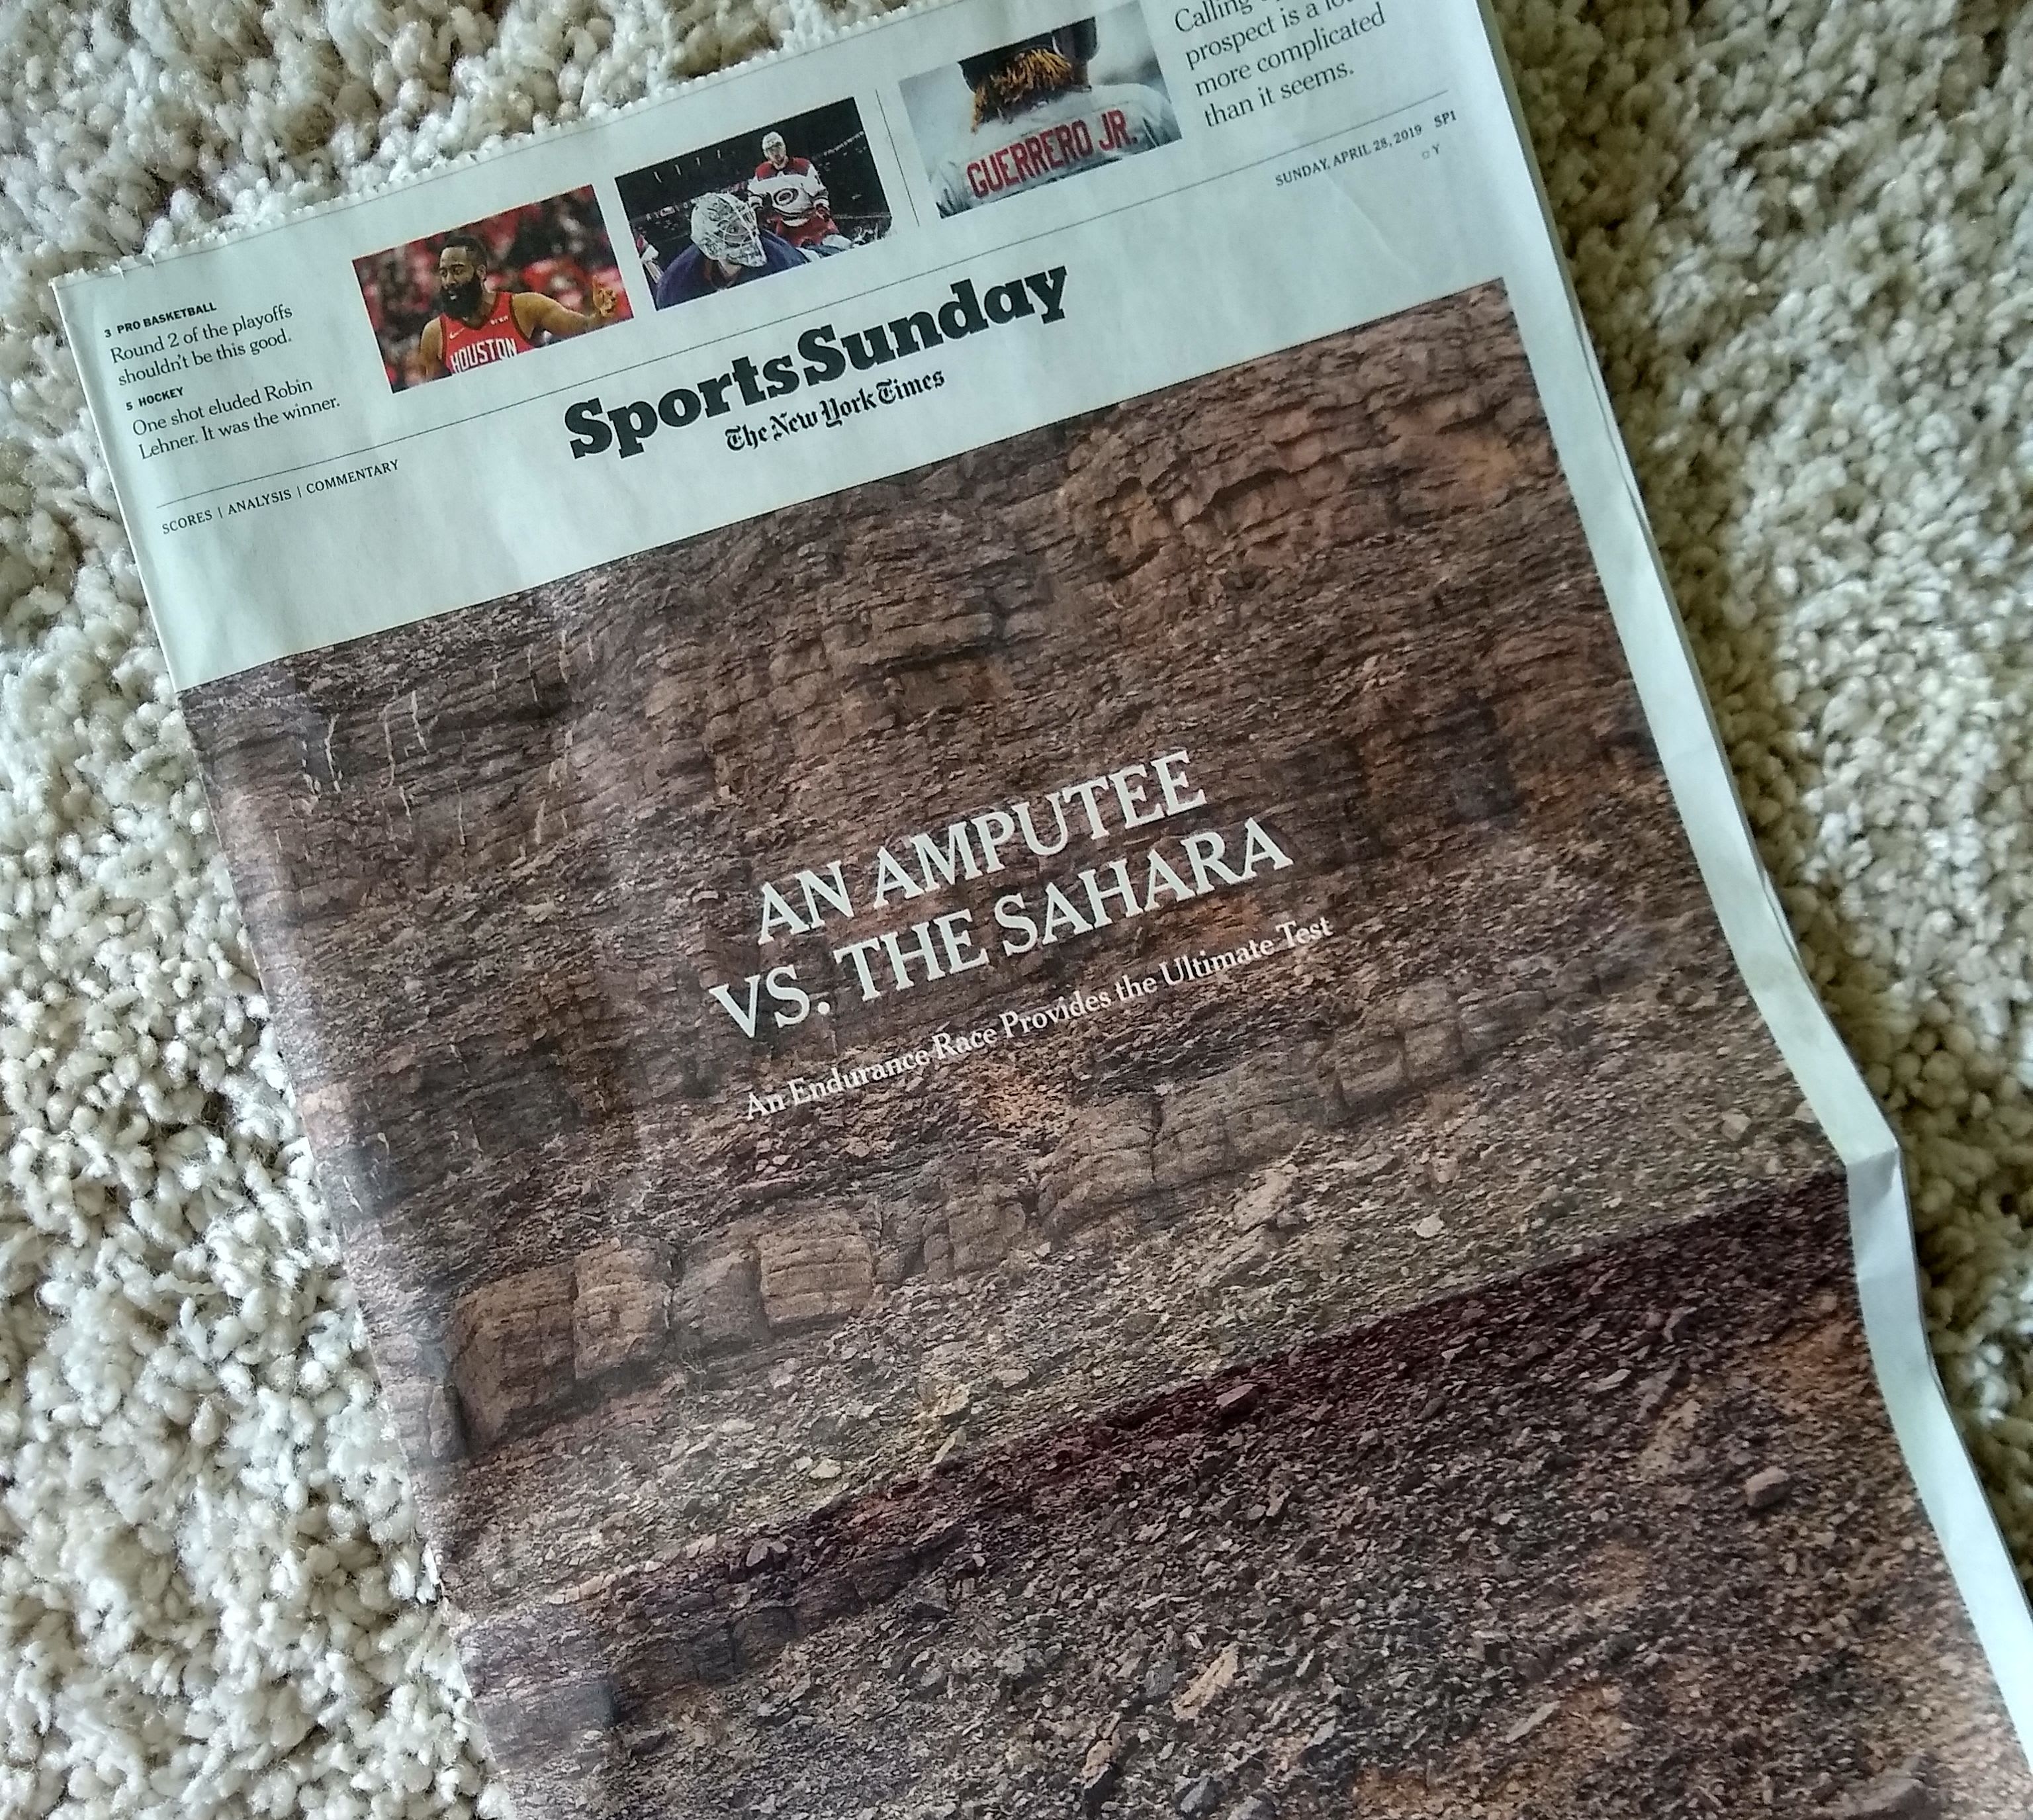 3 PRO BASKETBALL
Round 2 of the playoffs
shouldn't be this good.
5 HOCKEY
One shot eluded Robin
Lehner. It was the winner.
HOUSTON
GUERRERO JR.
Calling
prospect is a
more complicated
than it seems.
SCORES | ANALYSIS | COMMENTARY
SportsSunday
The New York Times
SUNDAY, APRIL 28, 2019 SP1
Y
AN AMPUTEE
VS. THE SAHARA
An Endurance Race Provides the Ultimate Test